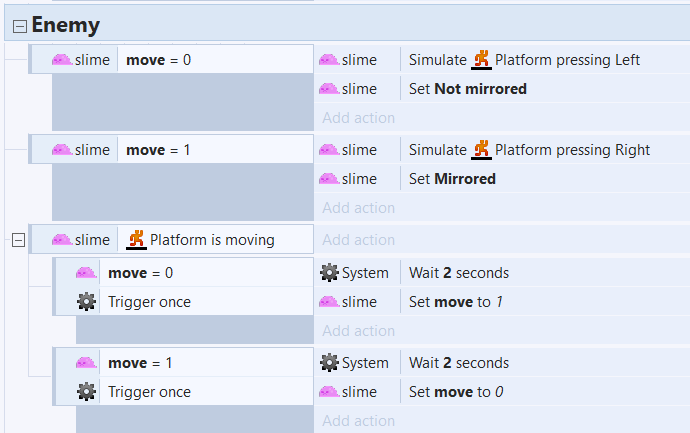 Enemy
slime move = 0 slime Simulate Platform pressing Left
slime Set Not mirrored
Add action
slime move = 1 slime Simulate Platform pressing Right
slime Set Mirrored
Add action
slime Platform is moving Add action
move = 0 System Wait 2 seconds
Trigger once slime Set move to 1
Add action
move = 1 System Wait 2 seconds
Trigger once slime Set move to 0
Add action